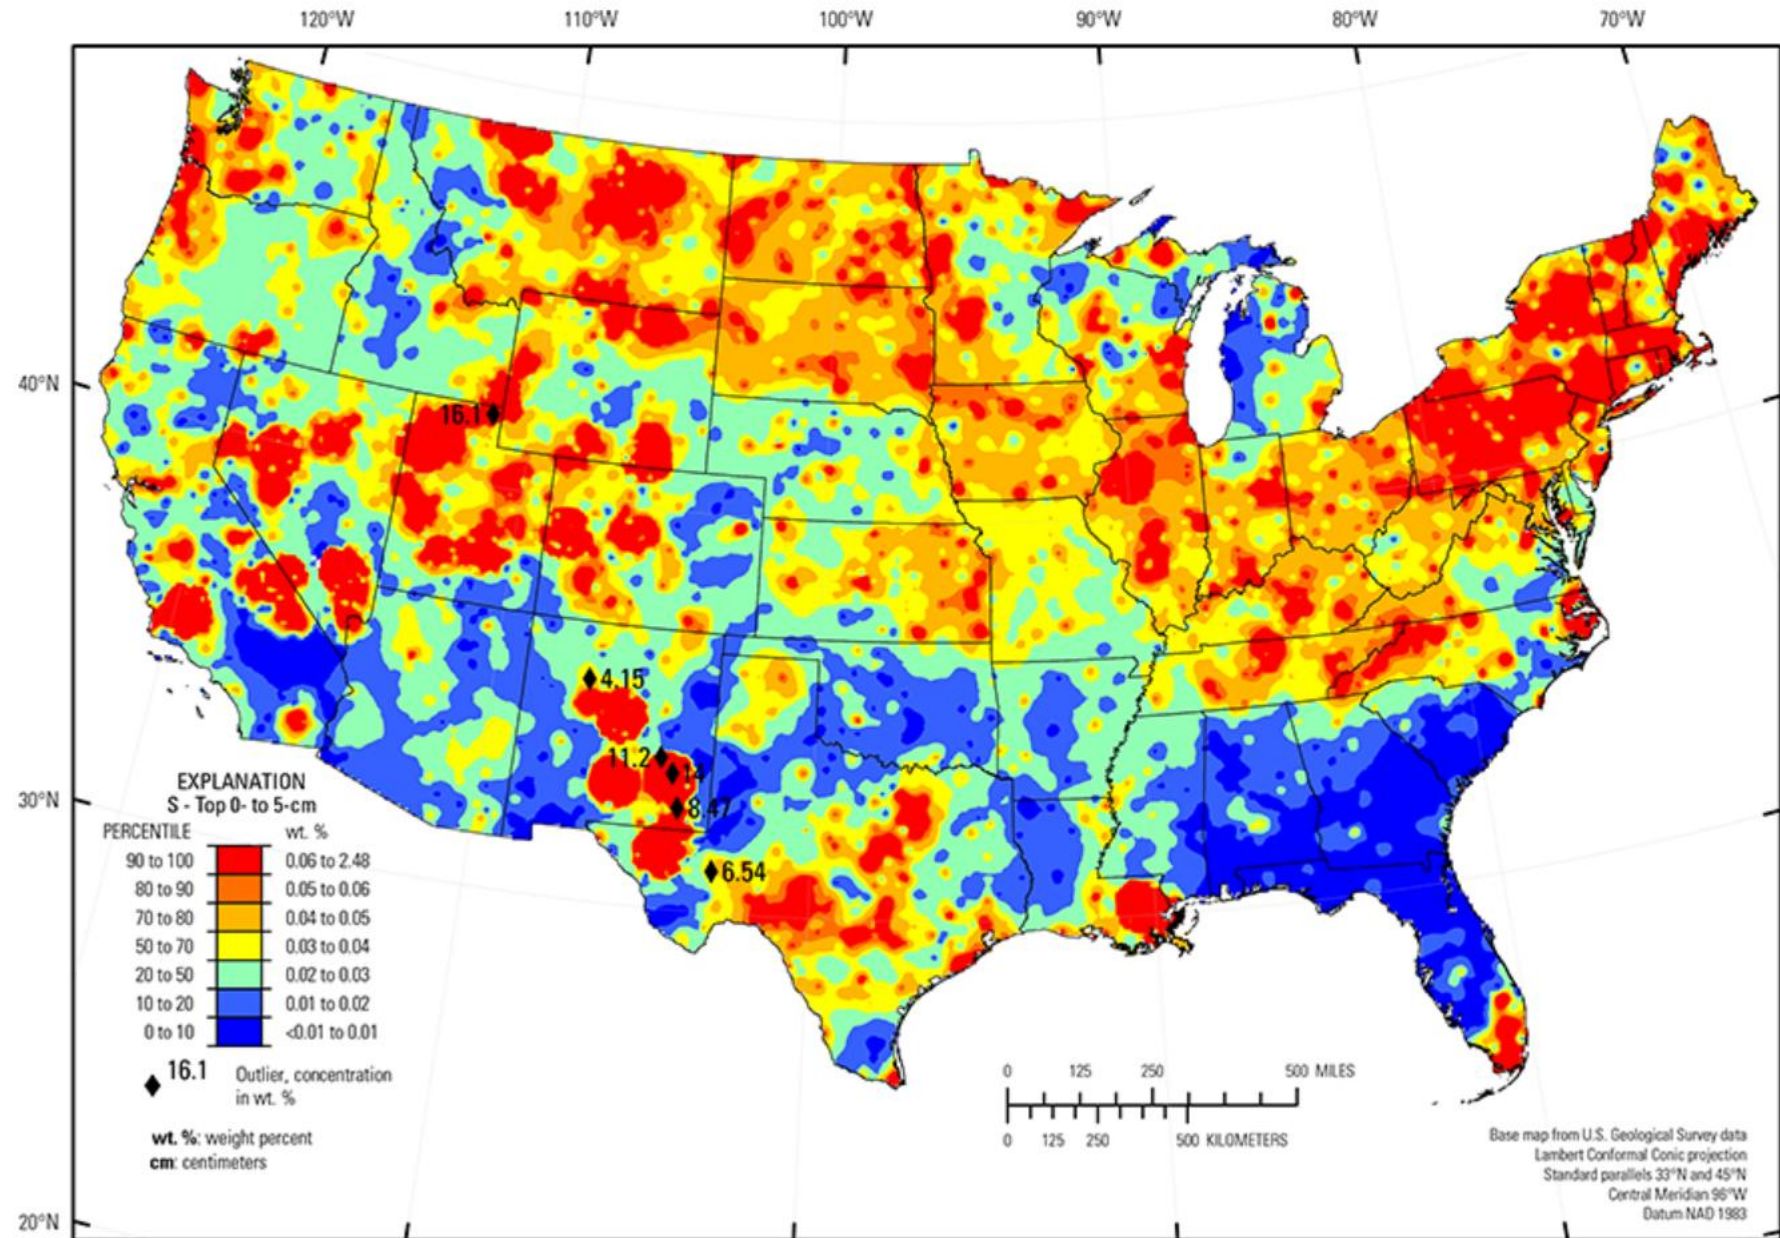 120°W 110°W 100°W 90°W 80°W 70°W
40°N
16.1
4.15
11.2
14
8.47
30°N
6.54
EXPLANATION
S - Top 0- to 5-cm
PERCENTILE wt. %
90 to 100 0.06 to 2.48
80 to 90 0.05 to 0.06
70 to 80 0.04 to 0.05
50 to 70 0.03 to 0.04
20 to 50 0.02 to 0.03
10 to 20 0.01 to 0.02
0 to 10 <0.01 to 0.01
16.1 Outlier, concentration
in wt. %
wt. %: weight percent
cm: centimeters
0 125 250 500 MILES
0 125 250 500 KILOMETERS
Base map from U.S. Geological Survey data
Lambert Conformal Conic projection
Standard parallels 33°N and 45°N
Central Meridian 96°W
Datum NAD 1983
20°N